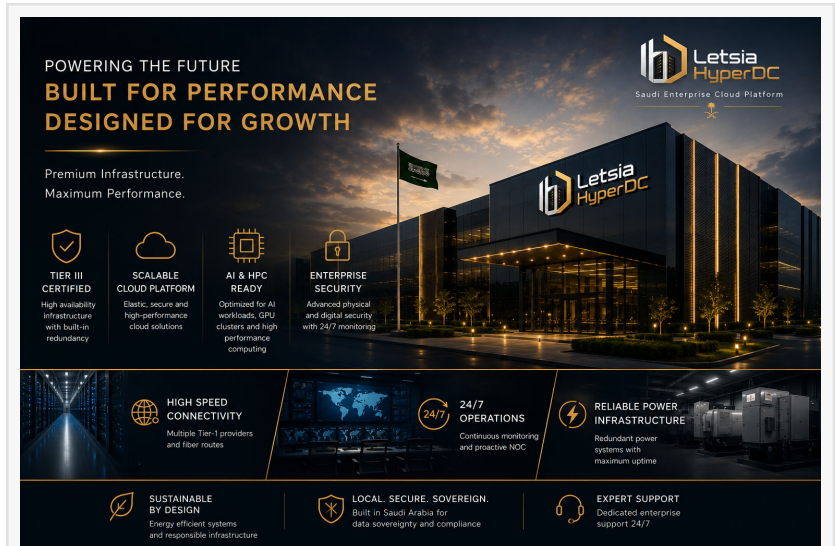 POWERING THE FUTURE
BUILT FOR PERFORMANCE
DESIGNED FOR GROWTH
Premium Infrastructure.
Maximum Performance.
Letsia
HyperDC
Saudi Enterprise Cloud Platform
Letsia
HyperDC
TIER III
CERTIFIED
High availability
infrastructure
with built-in
redundancy
SCALABLE
CLOUD PLATFORM
Elastic, secure and
high-performance
cloud solutions
AI & HPC
READY
Optimized for AI
workloads, GPU
clusters and high
performance
computing
ENTERPRISE
SECURITY
Advanced physical
and digital security
with 24/7 monitoring
HIGH SPEED
CONNECTIVITY
Multiple Tier-1 providers
and fiber routes
24/7
24/7
OPERATIONS
Continuous monitoring
and proactive NOC
RELIABLE POWER
INFRASTRUCTURE
Redundant power
systems with
maximum uptime
SUSTAINABLE
BY DESIGN
Energy efficient systems
and responsible infrastructure
LOCAL. SECURE. SOVEREIGN.
Built in Saudi Arabia for
data sovereignty and compliance
EXPERT SUPPORT
Dedicated enterprise
support 24/7